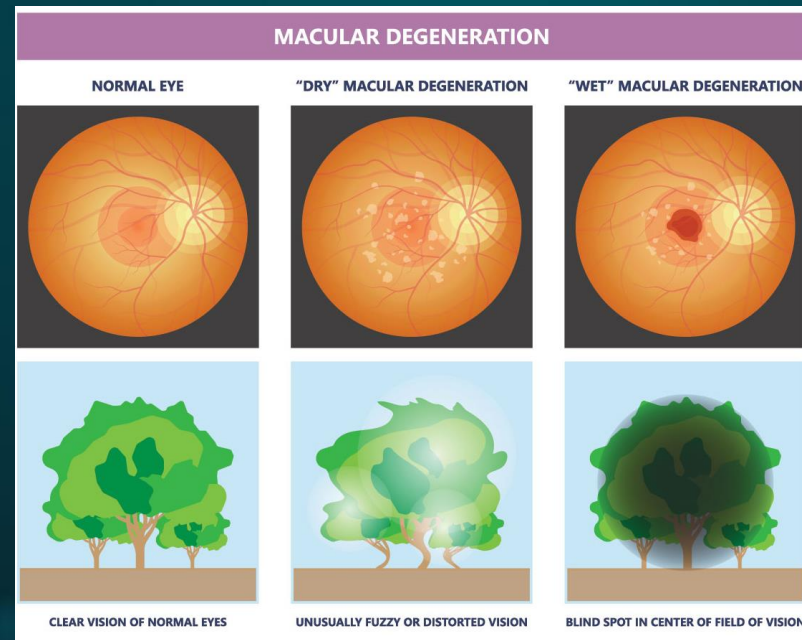 MACULAR DEGENERATION
NORMAL EYE
"DRY" MACULAR DEGENERATION
"WET" MACULAR DEGENERATION
CLEAR VISION OF NORMAL EYES
UNUSUALLY FUZZY OR DISTORTED VISION
BLIND SPOT IN CENTER OF FIELD OF VISION